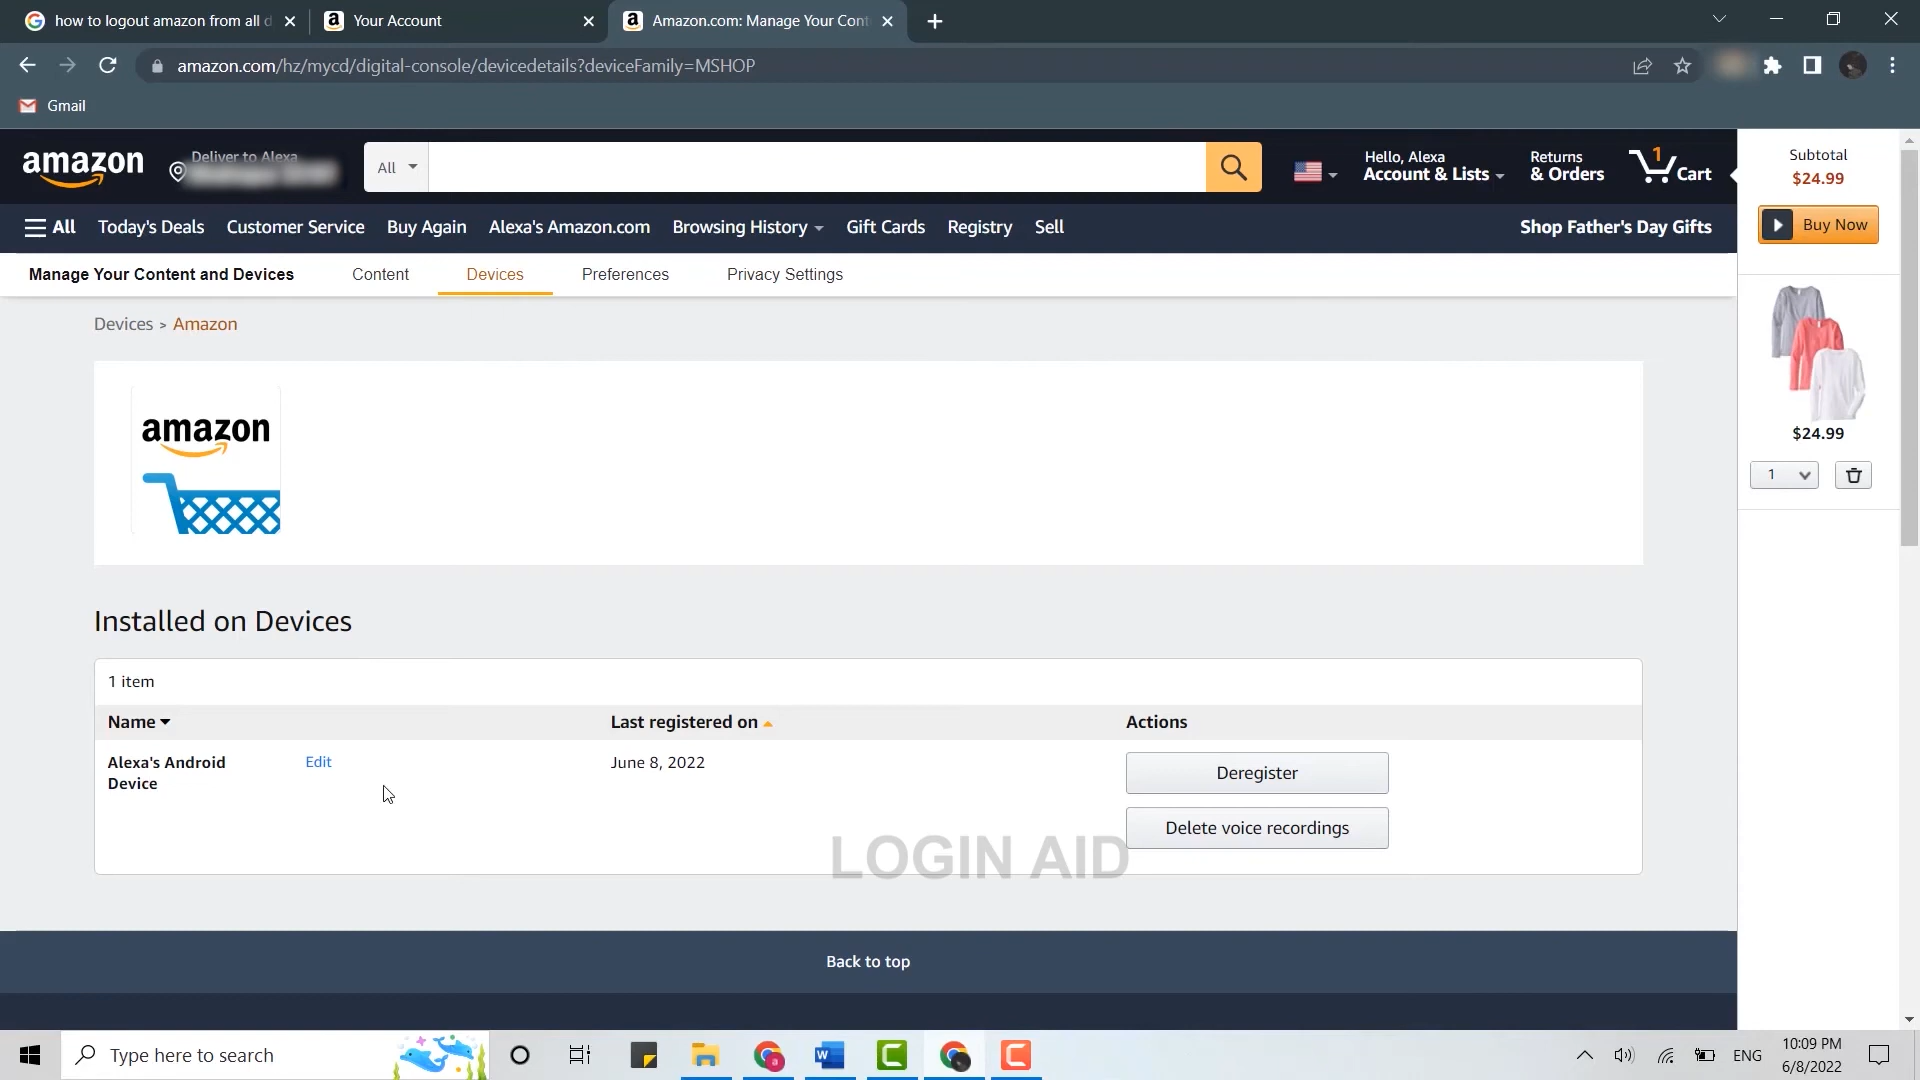 how to logout amazon from all d
Your Account
Amazon.com: Manage Your Cont
amazon.com/hz/mycd/digital-console/devicedetails?deviceFamily=MSHOP
Gmail
amazon
Deliver to Alexa
All
Hello, Alexa
Account & Lists
Returns
& Orders
1
Cart
Subtotal
$24.99
Buy Now
All
Today's Deals
Customer Service
Buy Again
Alexa's Amazon.com
Browsing History
Gift Cards
Registry
Sell
Shop Father's Day Gifts
Manage Your Content and Devices
Content
Devices
Preferences
Privacy Settings
Devices > Amazon
amazon
$24.99
1
Installed on Devices
1 item
Name
Last registered on
Actions
Alexa's Android
Device
Edit
June 8, 2022
Deregister
Delete voice recordings
LOGIN AID
Back to top
Type here to search
ENG
10:09 PM
6/8/2022